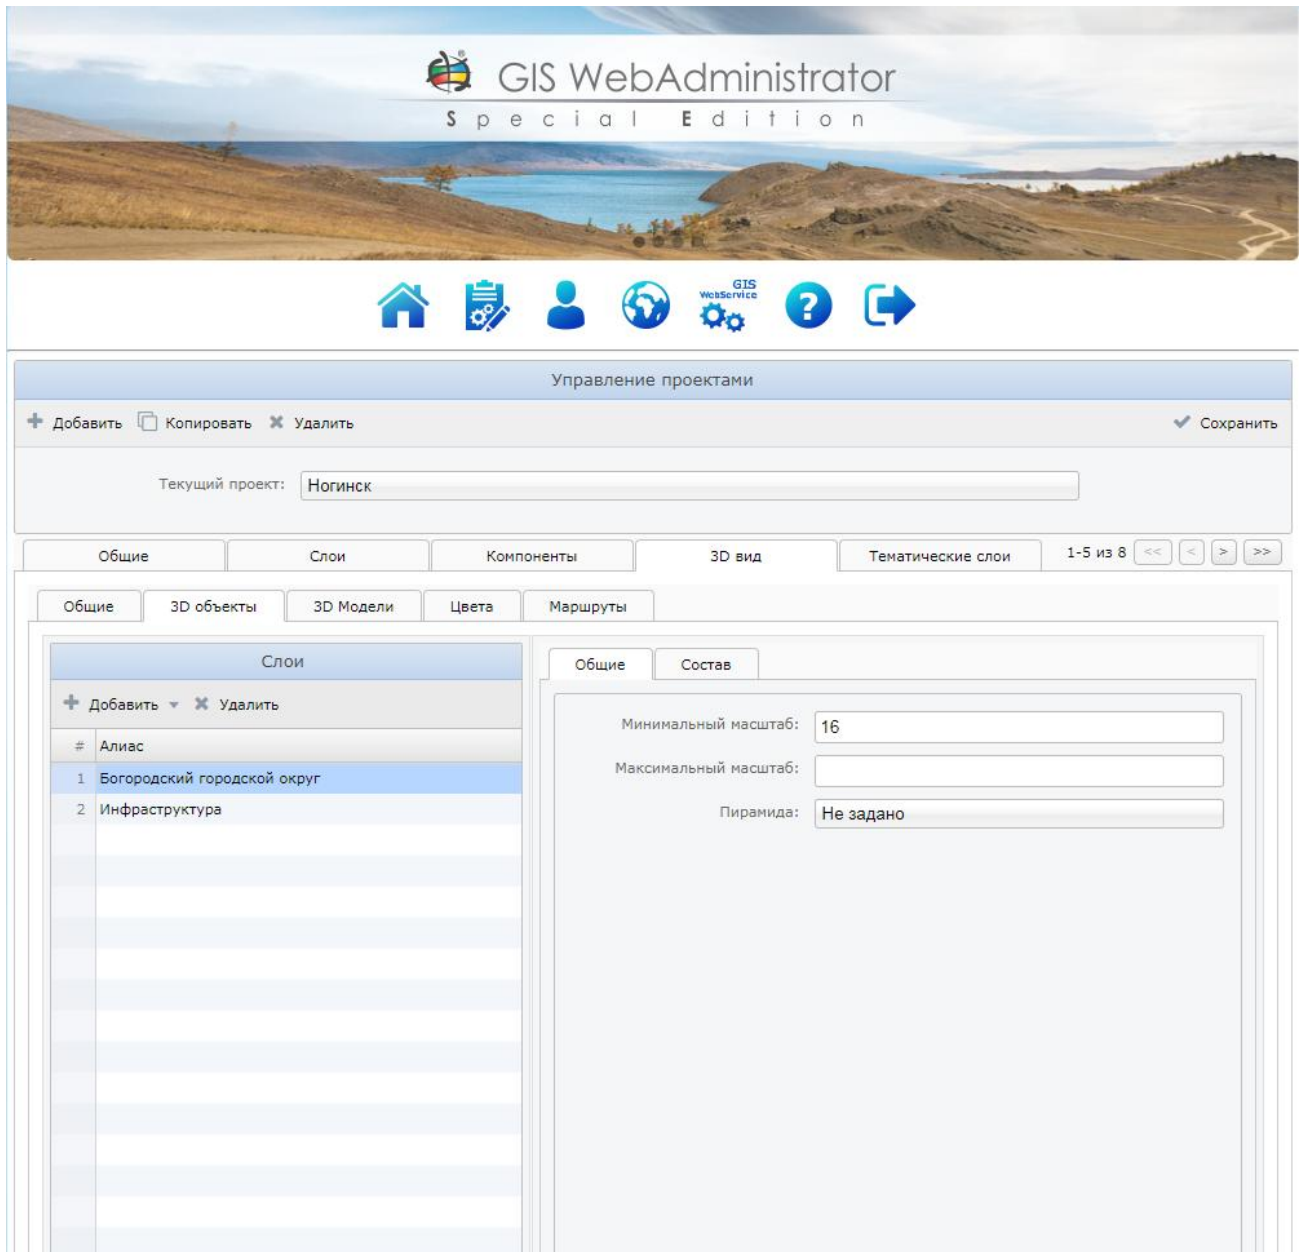 GIS WebAdministrator
Special Edition
GIS
WebService
?
Управление проектами
Добавить Копировать Удалить Сохранить
Текущий проект: Ногинск
Общие Слои Компоненты 3D вид Тематические слои 1-5 из 8 << < > >>
Общие 3D объекты 3D Модели Цвета Маршруты
Слои
Общие Состав
Добавить Удалить
Минимальный масштаб: 16
# Алиас
Максимальный масштаб:
1 Богородский городской округ
2 Инфраструктура
Пирамида: Не задано